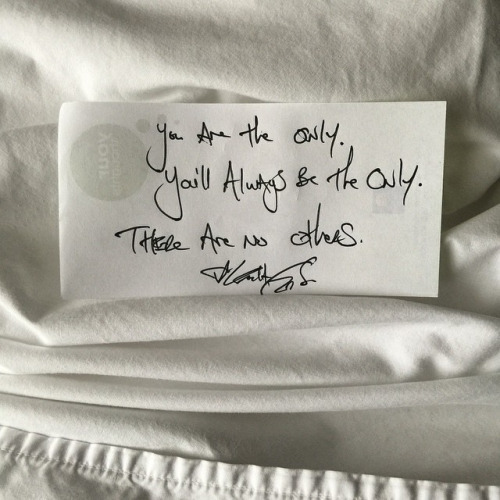 You Are the ONly.
You'll Always Be the ONly.
THere Are No otheRS.